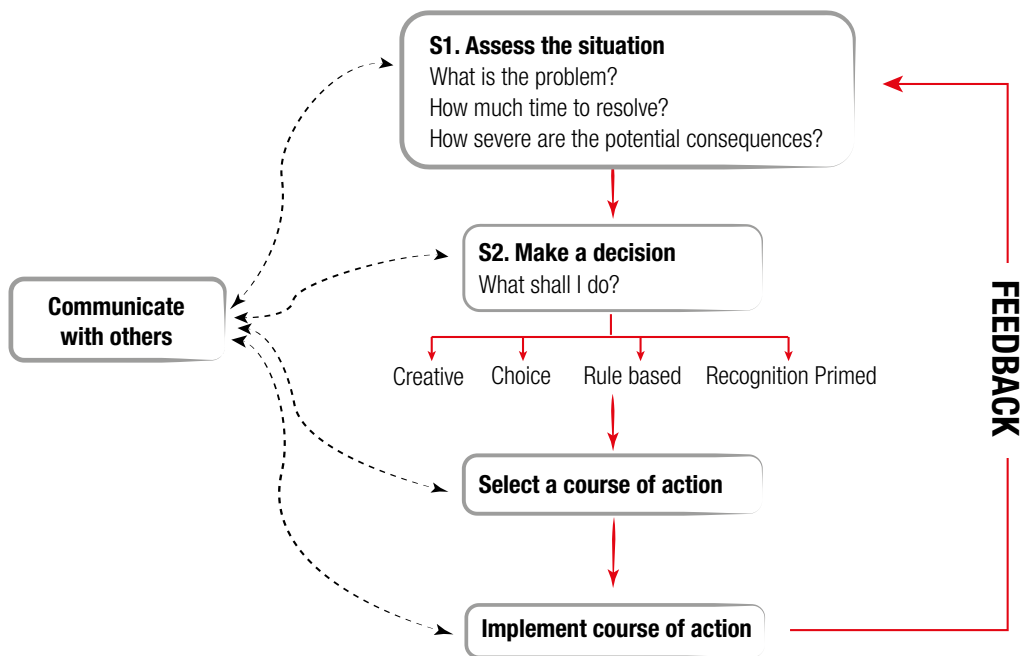 S1. Assess the situation
What is the problem?
How much time to resolve?
How severe are the potential consequences?
S2. Make a decision
What shall I do?
Communicate
with others
FEEDBACK
Creative
Choice
Rule based
Recognition Primed
Select a course of action
Implement course of action